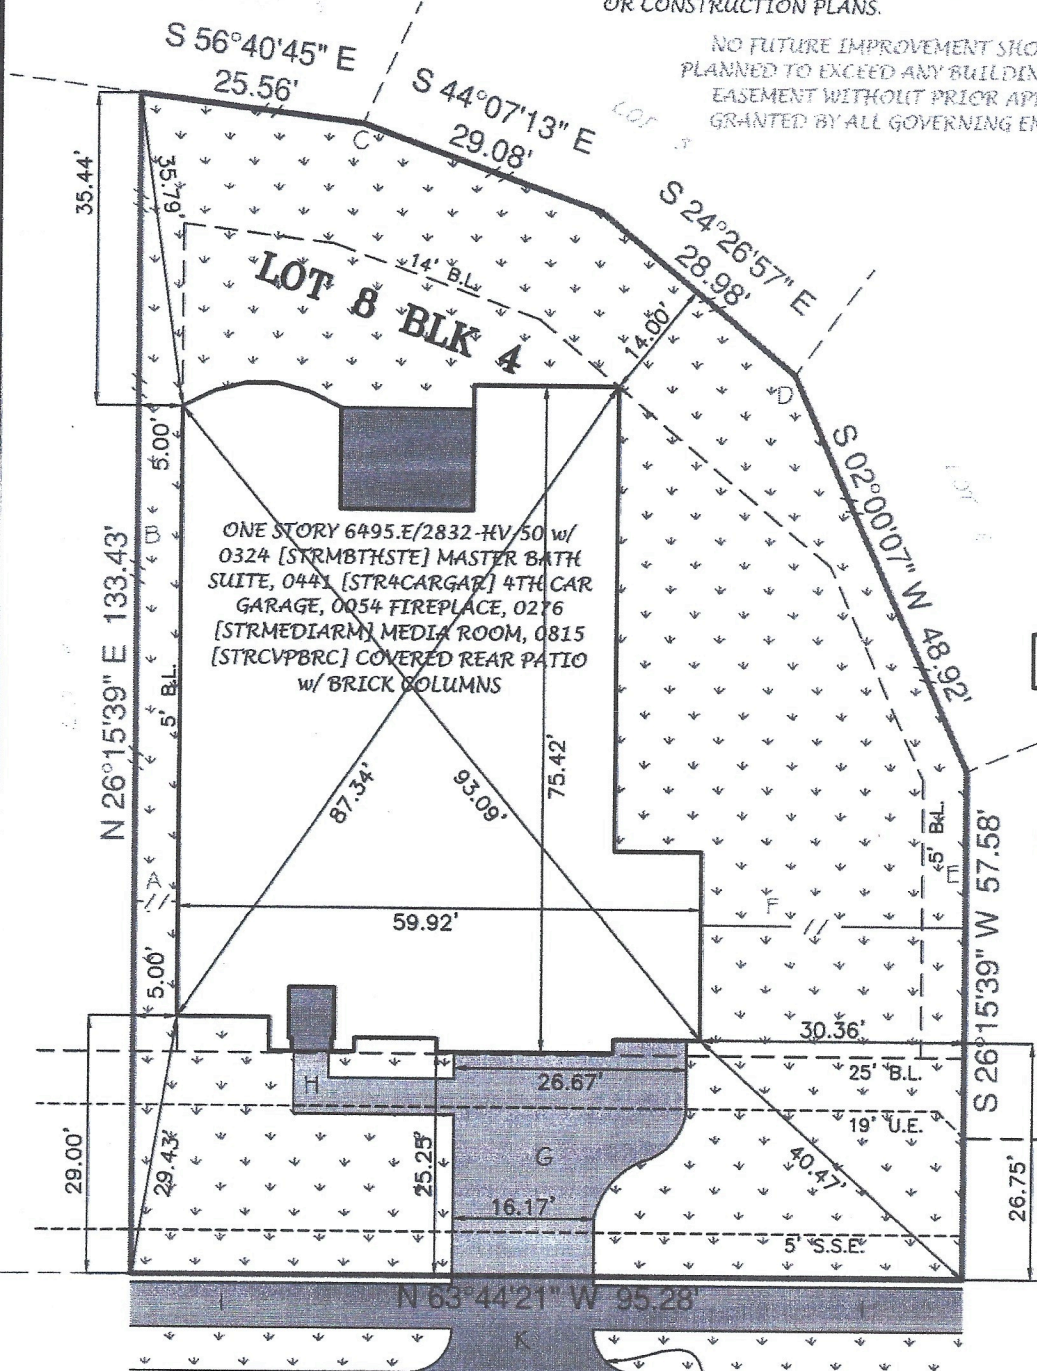 OR CONSTRUCTION PLANS.
NO FUTURE IMPROVEMENT SHO
PLANNED TO EXCEED ANY BUILDIN
EASEMENT WITHOUT PRIOR AP
GRANTED BY ALL GOVERNING EN
S 56°40'45" E
25.56'
S 44°07'13" E
29.08'
S 24°26'57" E
28.98'
S 02°00'07" W 48.92'
C
D
35.44'
35.79'
14' B.L.
LOT 8 BLK 4
14.00'
5.00'
B
N 26°15'39" E 133.43'
5' B.L.
ONE STORY 6495.E/2832-HV-50 w/
0324 [STRMBTHSTE] MASTER BATH
SUITE, 0441 [STR4CARGAR] 4TH CAR
GARAGE, 0054 FIREPLACE, 0276
[STRMEDIARM] MEDIA ROOM, 0815
[STRCVPBRC] COVERED REAR PATIO
w/ BRICK COLUMNS
87.34'
93.09'
75.42'
A
59.92'
F
5' B.L.
E
S 26°15'39" W 57.58'
5.00'
30.36'
25' B.L.
19' U.E.
H
26.67'
G
29.00'
29.43'
25.25'
16.17'
40.47'
26.75'
5' S.S.E.
N 63°44'21" W 95.28'
I
K